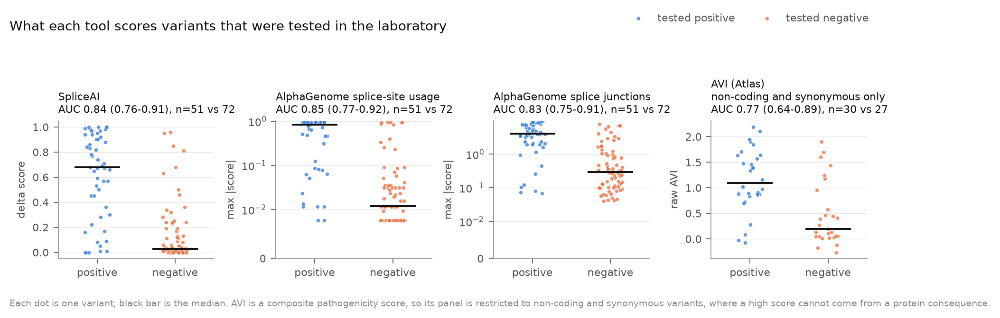 What each tool scores variants that were tested in the laboratory
tested positive
tested negative
SpliceAI
AUC 0.84 (0.76-0.91), n=51 vs 72
delta score
1.0
0.8
0.6
0.4
0.2
0.0
positive
negative
AlphaGenome splice-site usage
AUC 0.85 (0.77-0.92), n=51 vs 72
max |score|
10⁰
10⁻¹
10⁻²
0
positive
negative
AlphaGenome splice junctions
AUC 0.83 (0.75-0.91), n=51 vs 72
max |score|
10⁰
10⁻¹
10⁻²
0
positive
negative
AVI (Atlas)
non-coding and synonymous only
AUC 0.77 (0.64-0.89), n=30 vs 27
raw AVI
2.0
1.5
1.0
0.5
0.0
positive
negative
Each dot is one variant; black bar is the median. AVI is a composite pathogenicity score, so its panel is restricted to non-coding and synonymous variants, where a high score cannot come from a protein consequence.